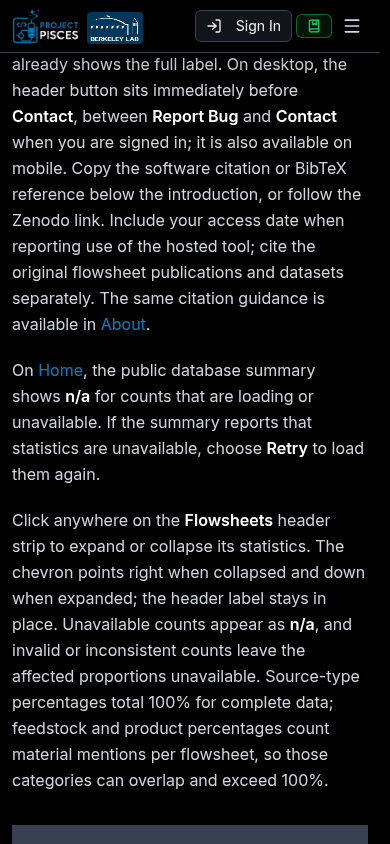 PROJECT
PISCES
BERKELEY LAB
Sign In
already shows the full label. On desktop, the
header button sits immediately before
Contact, between Report Bug and Contact
when you are signed in; it is also available on
mobile. Copy the software citation or BibTeX
reference below the introduction, or follow the
Zenodo link. Include your access date when
reporting use of the hosted tool; cite the
original flowsheet publications and datasets
separately. The same citation guidance is
available in About.
On Home, the public database summary
shows n/a for counts that are loading or
unavailable. If the summary reports that
statistics are unavailable, choose Retry to load
them again.
Click anywhere on the Flowsheets header
strip to expand or collapse its statistics. The
chevron points right when collapsed and down
when expanded; the header label stays in
place. Unavailable counts appear as n/a, and
invalid or inconsistent counts leave the
affected proportions unavailable. Source-type
percentages total 100% for complete data;
feedstock and product percentages count
material mentions per flowsheet, so those
categories can overlap and exceed 100%.